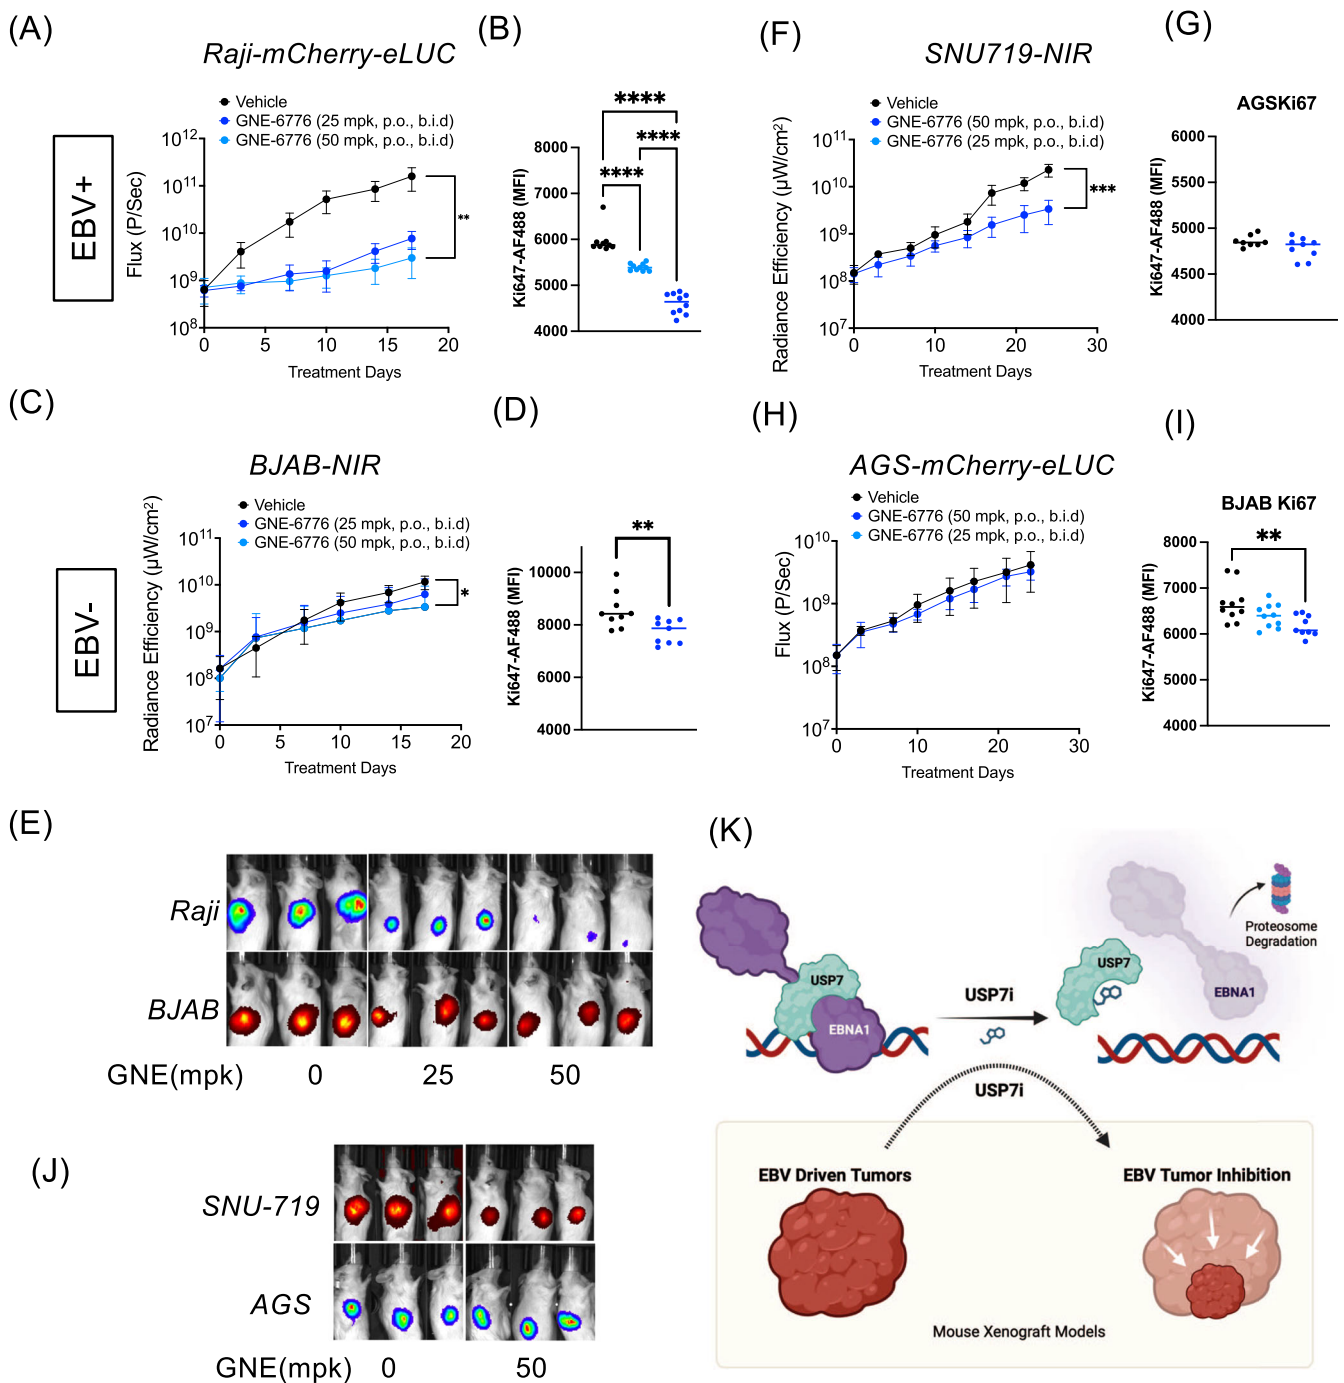 (A)
Raji-mCherry-eLUC
Vehicle
GNE-6776 (25 mpk, p.o., b.i.d)
GNE-6776 (50 mpk, p.o., b.i.d)
EBV+
Flux (P/Sec)
10¹²
10¹¹
10¹⁰
10⁹
10⁸
**
0
5
10
15
20
Treatment Days
(B)
****
****
****
Ki647-AF488 (MFI)
8000
7000
6000
5000
4000
(F)
SNU719-NIR
Vehicle
GNE-6776 (50 mpk, p.o., b.i.d)
GNE-6776 (25 mpk, p.o., b.i.d)
Radiance Efficiency (µW/cm²)
10¹¹
10¹⁰
10⁹
10⁸
10⁷
***
0
10
20
30
Treatment Days
(G)
AGSKi67
Ki647-AF488 (MFI)
6000
5500
5000
4500
4000
(C)
BJAB-NIR
Vehicle
GNE-6776 (25 mpk, p.o., b.i.d)
GNE-6776 (50 mpk, p.o., b.i.d)
EBV-
Radiance Efficiency (µW/cm²)
10¹¹
10¹⁰
10⁹
10⁸
10⁷
*
0
5
10
15
20
Treatment Days
(D)
**
Ki647-AF488 (MFI)
10000
8000
6000
4000
(H)
AGS-mCherry-eLUC
Vehicle
GNE-6776 (50 mpk, p.o., b.i.d)
GNE-6776 (25 mpk, p.o., b.i.d)
Flux (P/Sec)
10¹⁰
10⁹
10⁸
10⁷
0
10
20
30
Treatment Days
(I)
BJAB Ki67
**
Ki647-AF488 (MFI)
8000
7000
6000
5000
4000
(E)
Raji
BJAB
GNE(mpk) 0 25 50
(J)
SNU-719
AGS
GNE(mpk) 0 50
(K)
USP7
EBNA1
USP7i
USP7
EBNA1
Proteosome
Degradation
USP7i
EBV Driven Tumors
EBV Tumor Inhibition
Mouse Xenograft Models